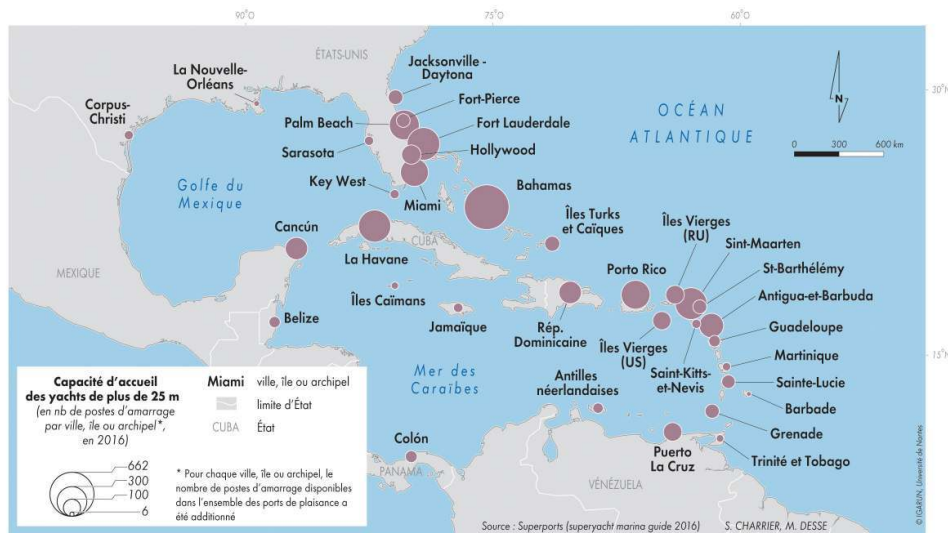 90°
75°
60°
30°
15°
ÉTATS-UNIS
La Nouvelle-
Orléans
Corpus-
Christi
Jacksonville -
Daytona
Fort-Pierce
Palm Beach
Fort Lauderdale
Sarasota
Hollywood
Key West
Miami
Bahamas
OCÉAN
ATLANTIQUE
N
0 300 600 km
Golfe du
Mexique
Cancún
La Havane
CUBA
Îles Turks
et Caïques
Îles Vierges
(RU)
Sint-Maarten
St-Barthélémy
Antigua-et-Barbuda
Guadeloupe
Martinique
Sainte-Lucie
Barbade
Grenade
Trinité et Tobago
MEXIQUE
Belize
Îles Caïmans
Jamaïque
Rép.
Dominicaine
Porto Rico
Îles Vierges
(US)
Saint-Kitts-
et-Nevis
Mer des
Caraïbes
Antilles
néerlandaises
Colón
PANAMA
Puerto
La Cruz
VÉNÉZUELA
Capacité d'accueil
des yachts de plus de 25 m
(en nb de postes d'amarrage
par ville, île ou archipel*,
en 2016)
662
300
100
6
Miami ville, île ou archipel
limite d'État
CUBA État
* Pour chaque ville, île ou archipel, le
nombre de postes d'amarrage disponibles
dans l'ensemble des ports de plaisance a
été additionné
Source : Superports (superyacht marina guide 2016) S. CHARRIER, M. DESSE
© IGARUN, Université de Nantes